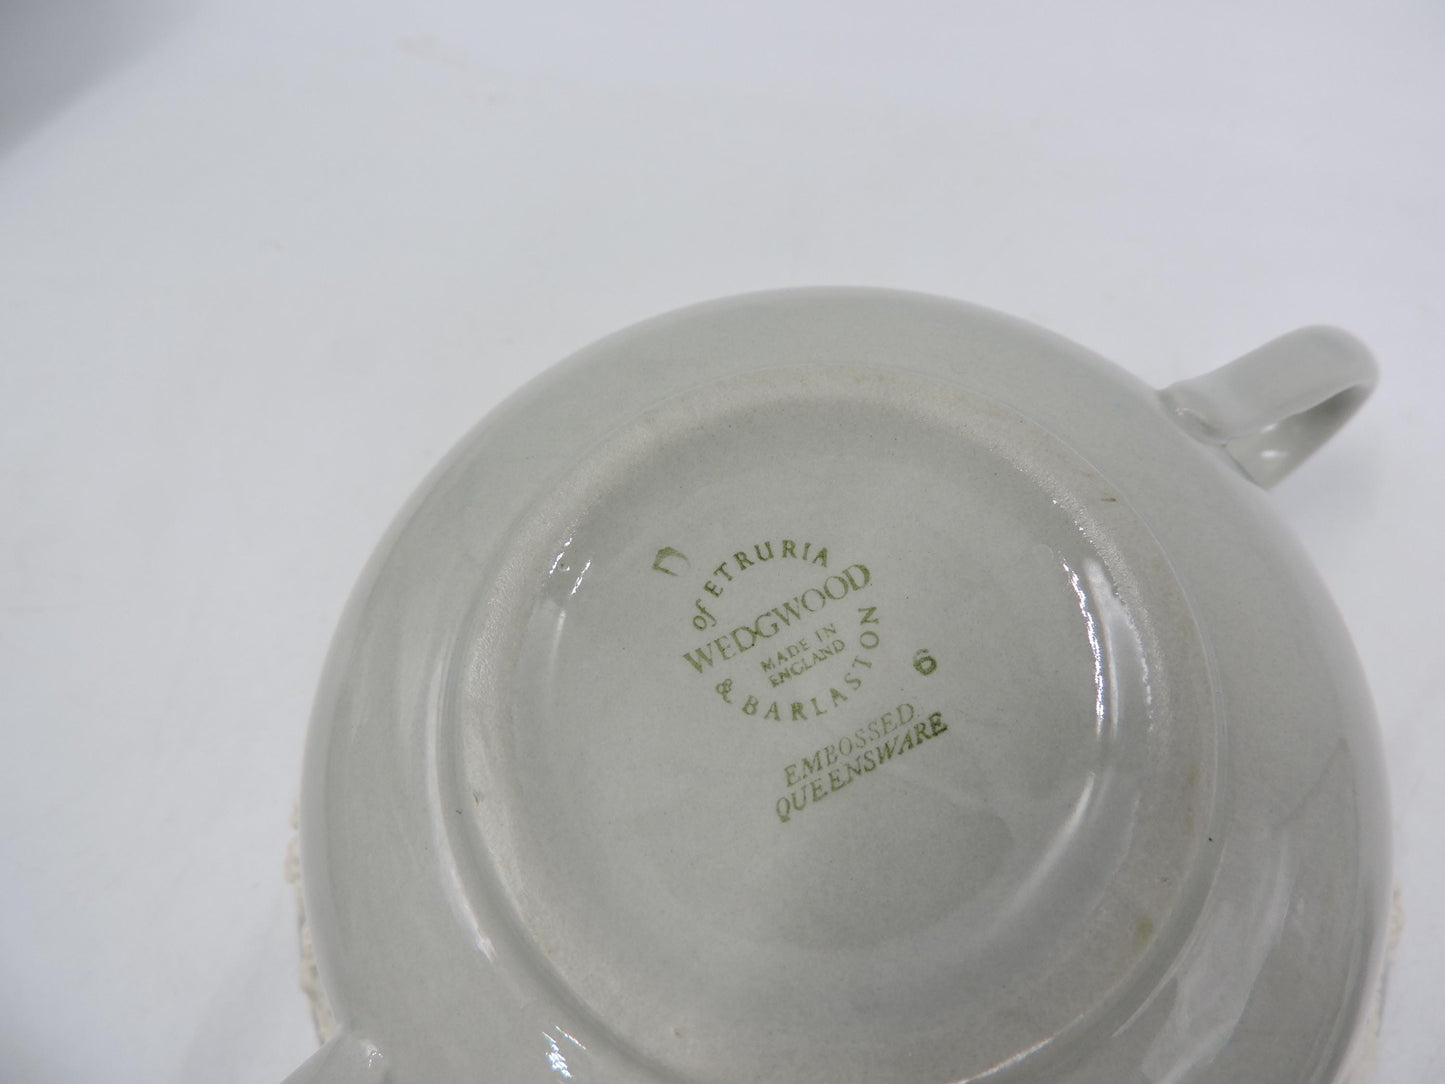 D
of ETRURIA
WEDGWOOD
MADE IN
ENGLAND
& BARLASTON
6
EMBOSSED
QUEENSWARE